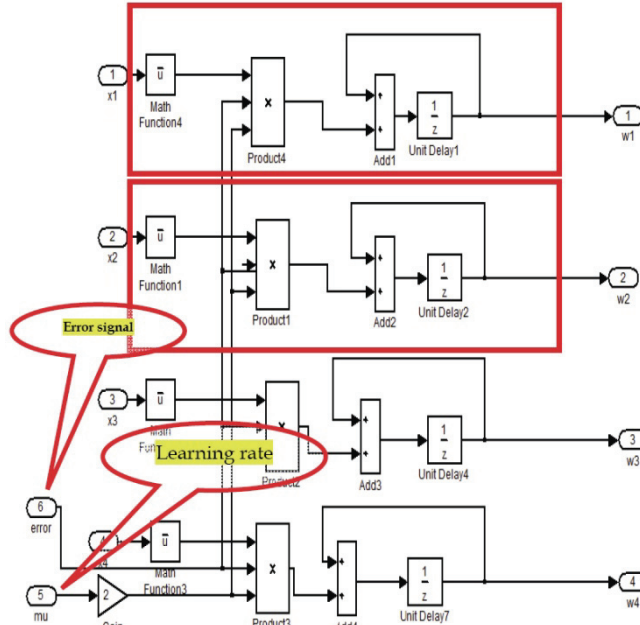 1
x1
u
Math
Function4
x
Product4
+
+
Add1
1
z
Unit Delay1
1
w1
2
x2
u
Math
Function1
x
Product1
+
+
Add2
1
z
Unit Delay2
2
w2
Error signal
3
x3
u
Math
x
Product2
Learning rate
+
+
Add3
1
z
Unit Delay4
3
w3
6
error
u
Math
Function3
x
Product3
+
+
1
z
Unit Delay7
4
w4
5
mu
2